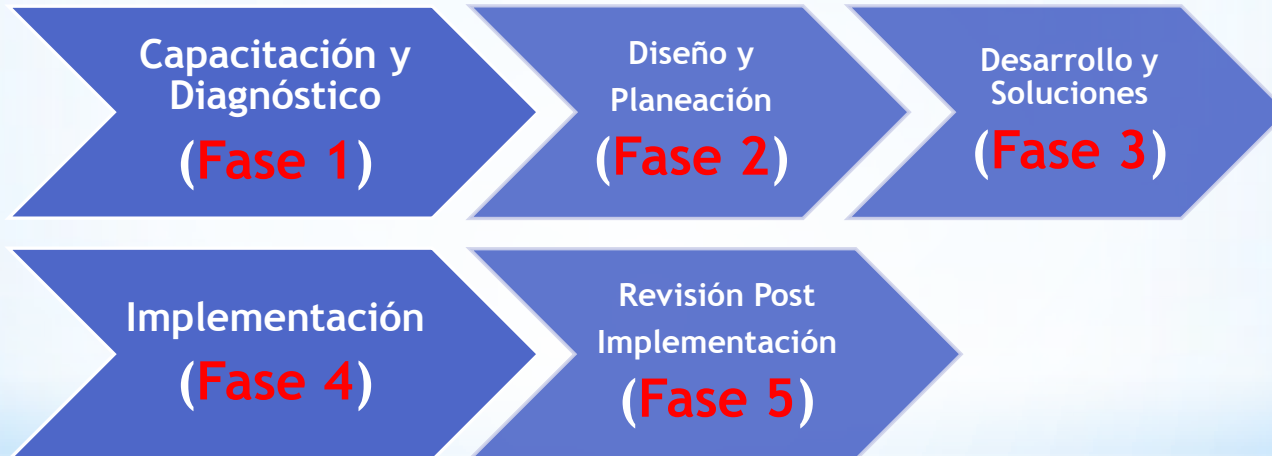 Capacitación y
Diagnóstico
(Fase 1)
Diseño y
Planeación
(Fase 2)
Desarrollo y
Soluciones
(Fase 3)
Implementación
(Fase 4)
Revisión Post
Implementación
(Fase 5)